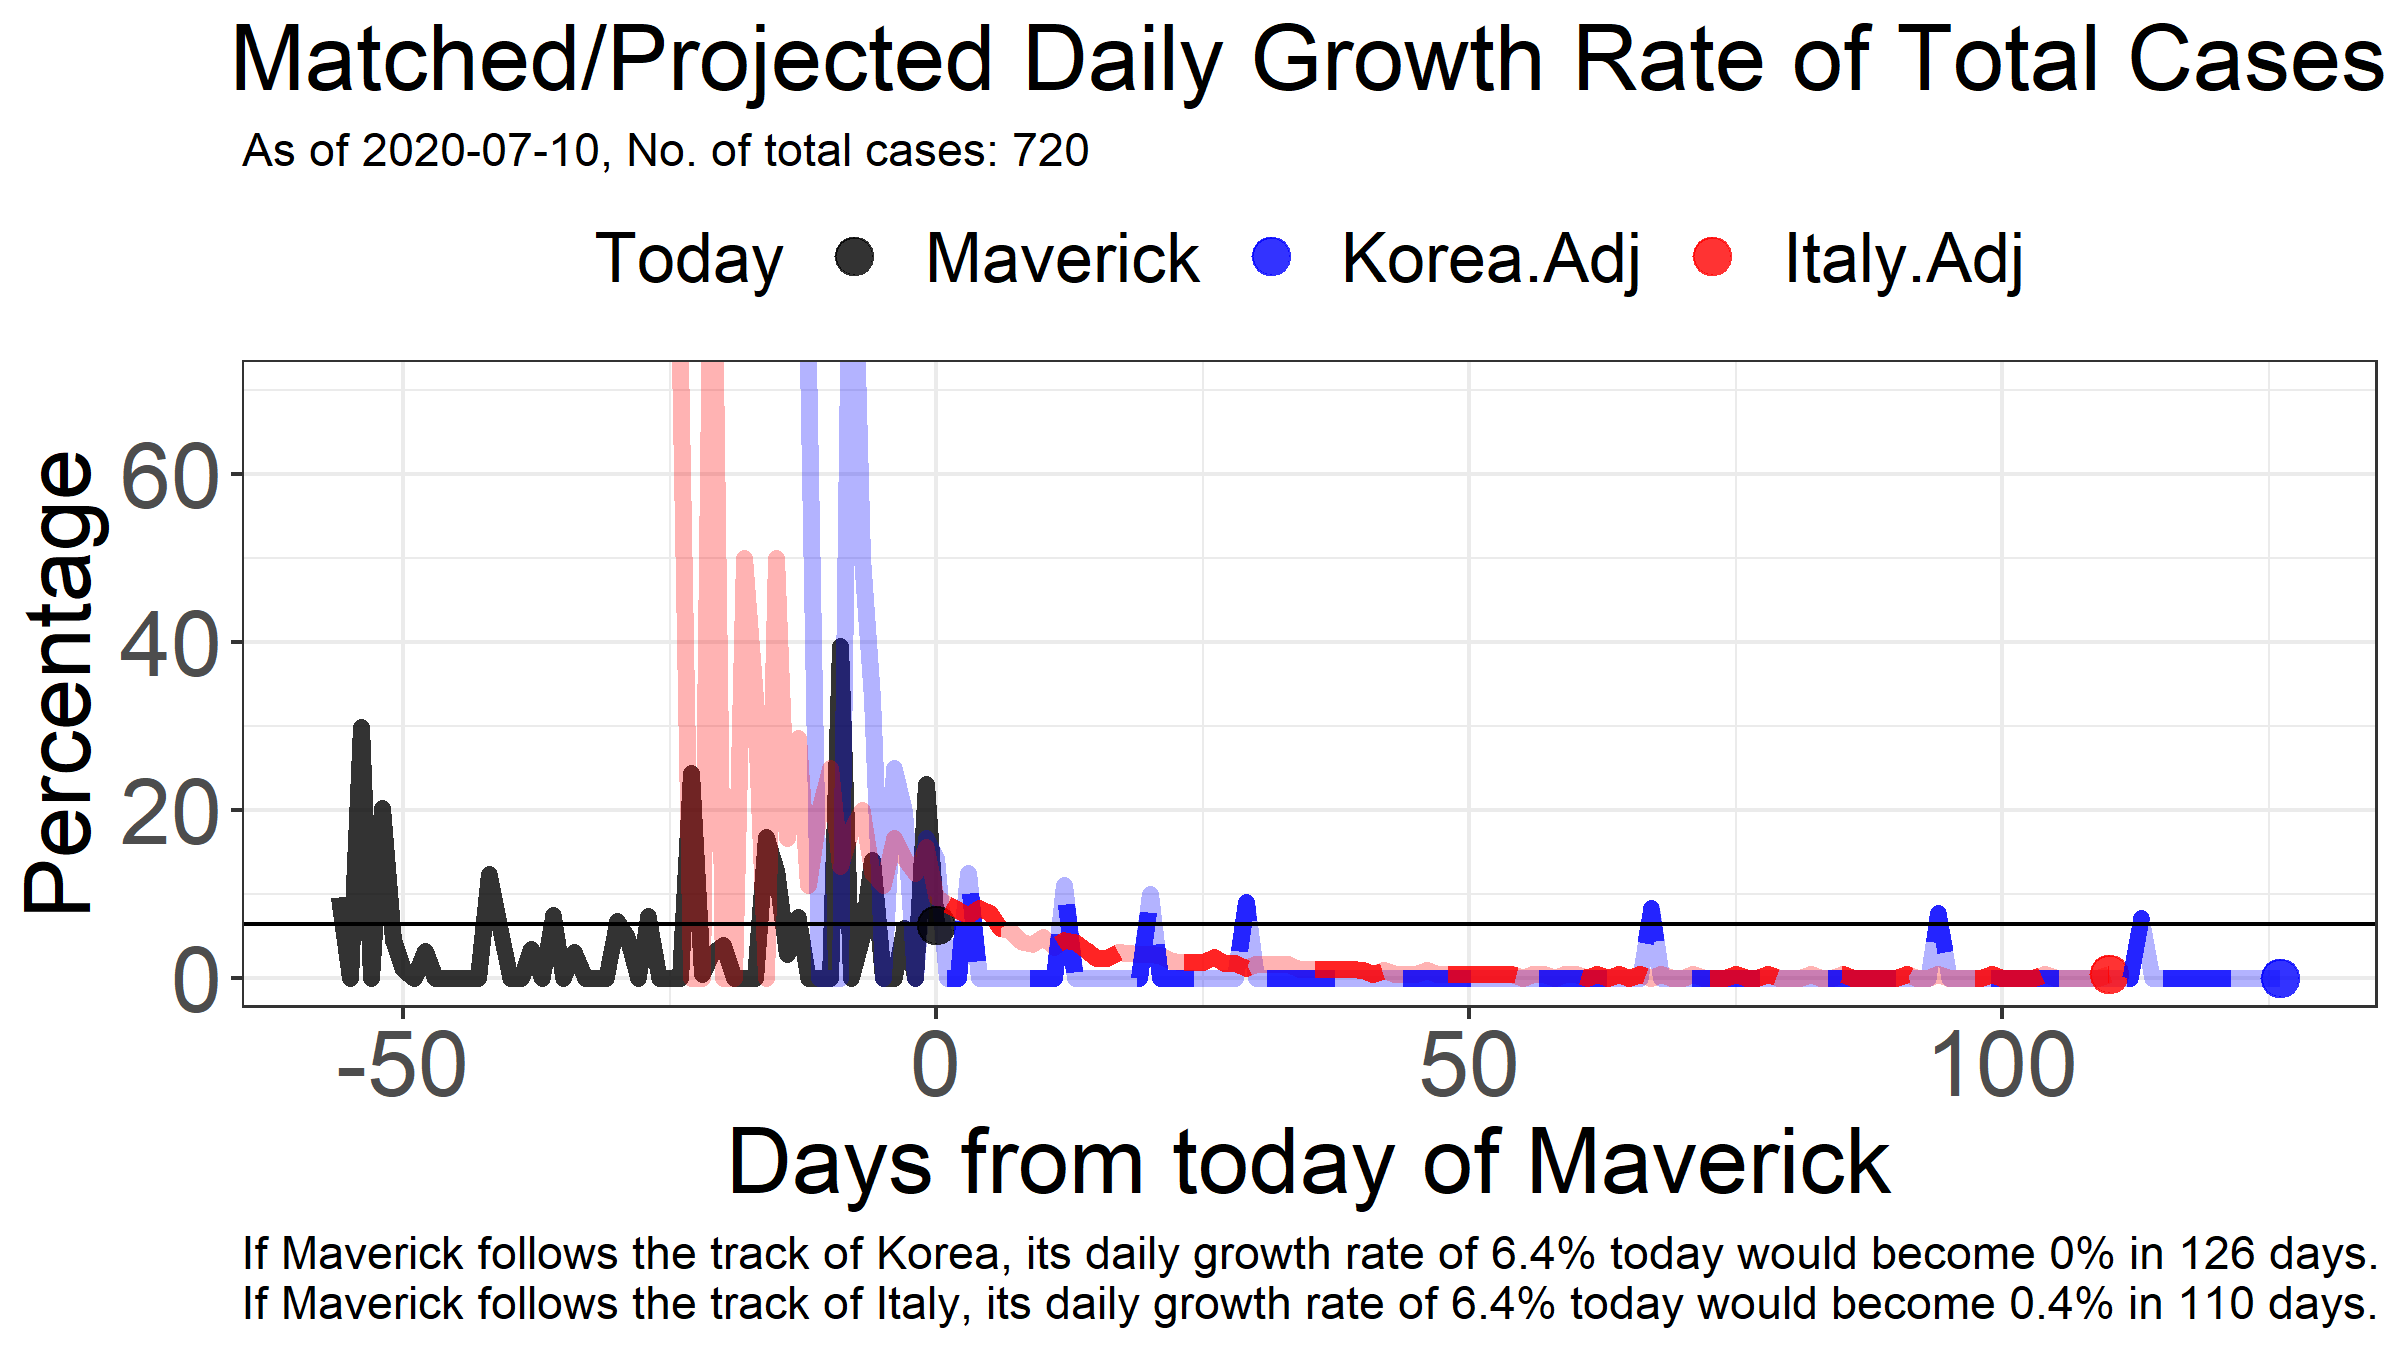 Matched/Projected Daily Growth Rate of Total Cases
As of 2020-07-10, No. of total cases: 720
Today Maverick Korea.Adj Italy.Adj
Percentage
60
40
20
0
-50 0 50 100
Days from today of Maverick
If Maverick follows the track of Korea, its daily growth rate of 6.4% today would become 0% in 126 days.
If Maverick follows the track of Italy, its daily growth rate of 6.4% today would become 0.4% in 110 days.